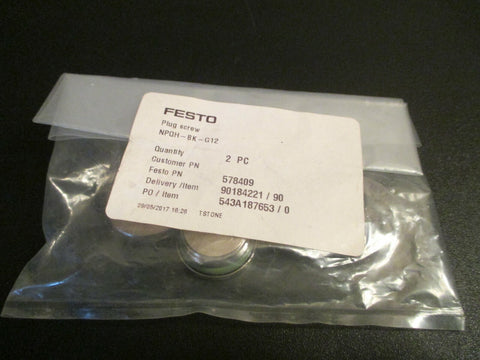 FESTO
Plug screw
NPQH-BK-G12
Quantity 2 PC
Customer PN
Festo PN 578409
Delivery /Item 90184221 / 90
PO / Item 543A187653 / 0
29/05/2017 16:26 TSTONE